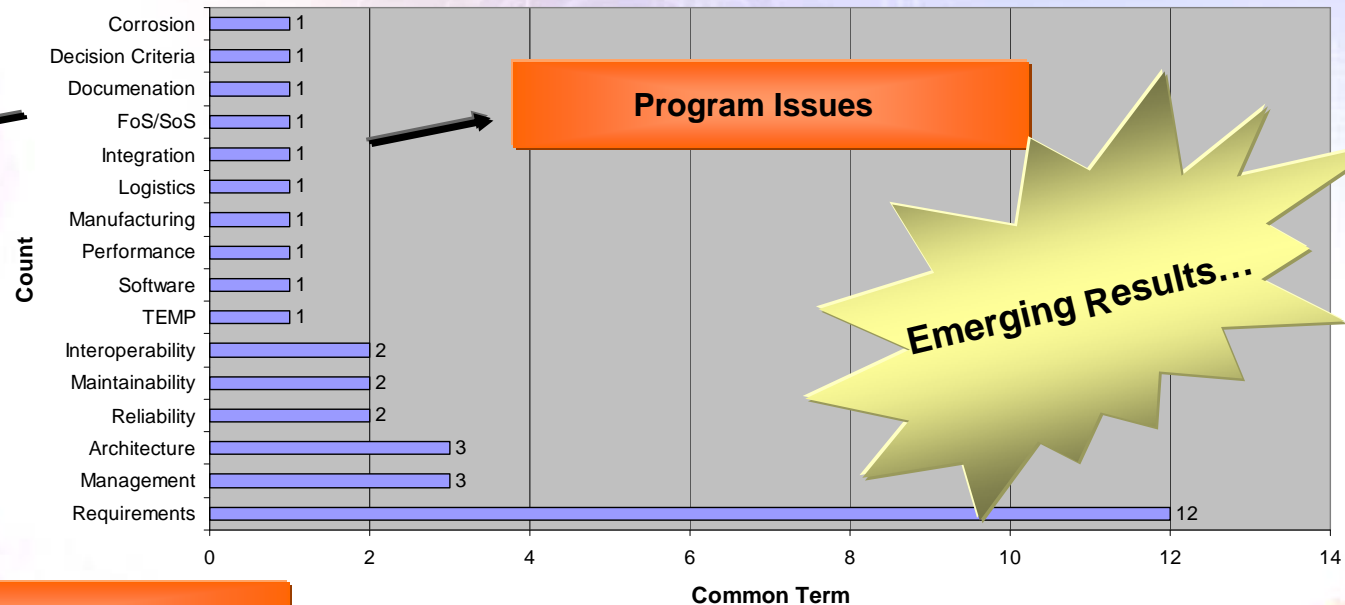 Corrosion 1
Decision Criteria 1
Documenation 1
FoS/SoS 1
Integration 1
Logistics 1
Manufacturing 1
Performance 1
Software 1
TEMP 1
Interoperability 2
Maintainability 2
Reliability 2
Architecture 3
Management 3
Requirements 12
Count
Program Issues
Emerging Results…
0 2 4 6 8 10 12 14
Common Term